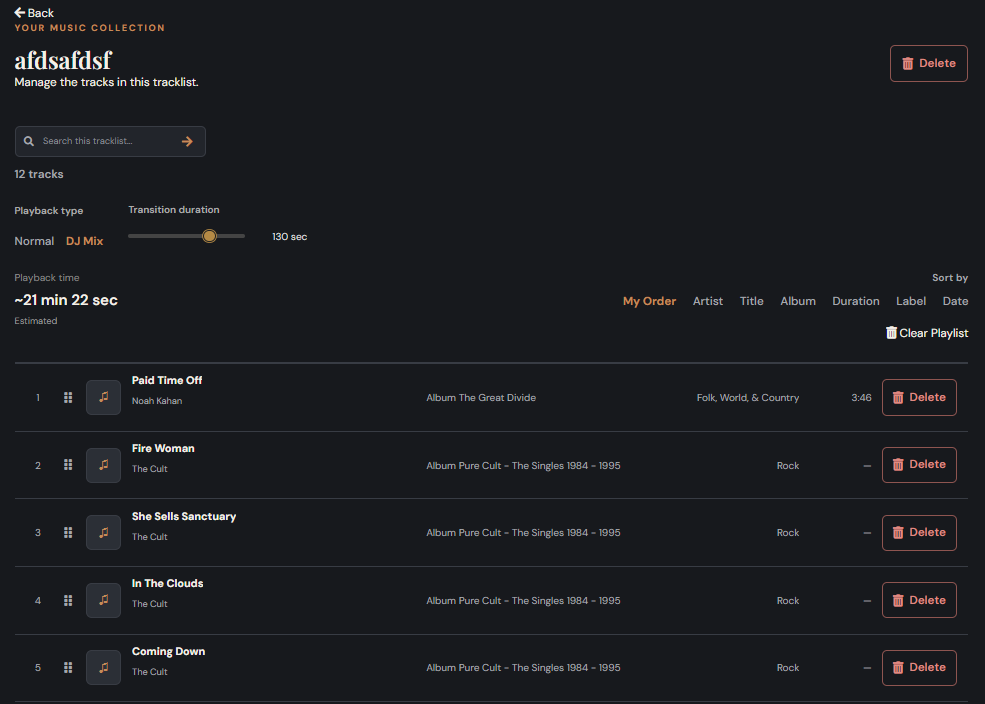 Back
YOUR MUSIC COLLECTION
afdsafdsf
Manage the tracks in this tracklist.
Delete
Search this tracklist...
12 tracks
Playback type
Transition duration
Normal DJ Mix
130 sec
Playback time
~21 min 22 sec
Estimated
Sort by
My Order Artist Title Album Duration Label Date
Clear Playlist
1 Paid Time Off
Noah Kahan
Album The Great Divide
Folk, World, & Country
3:46
Delete
2 Fire Woman
The Cult
Album Pure Cult - The Singles 1984 - 1995
Rock
—
Delete
3 She Sells Sanctuary
The Cult
Album Pure Cult - The Singles 1984 - 1995
Rock
—
Delete
4 In The Clouds
The Cult
Album Pure Cult - The Singles 1984 - 1995
Rock
—
Delete
5 Coming Down
The Cult
Album Pure Cult - The Singles 1984 - 1995
Rock
—
Delete